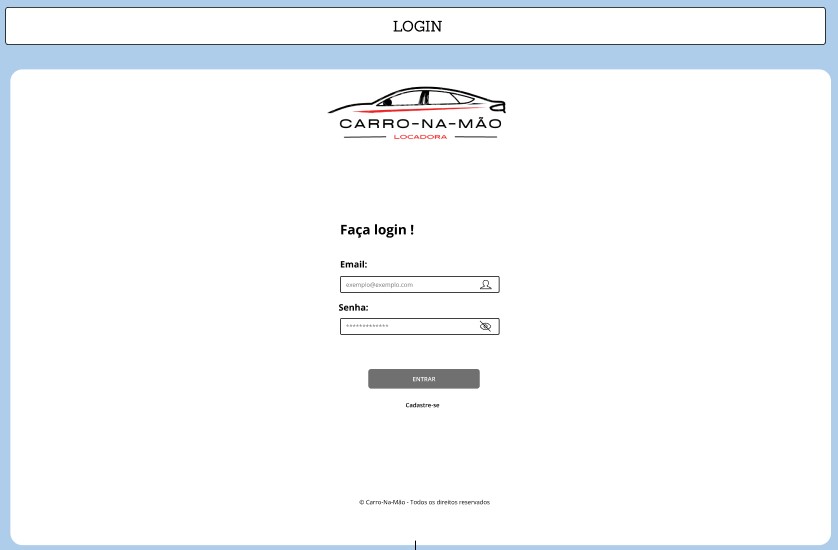 LOGIN
CARRO-NA-MÃO
LOCADORA
Faça login !
Email:
exemplo@exemplo.com
Senha:
*************
ENTRAR
Cadastre-se
© Carro-Na-Mão - Todos os direitos reservados